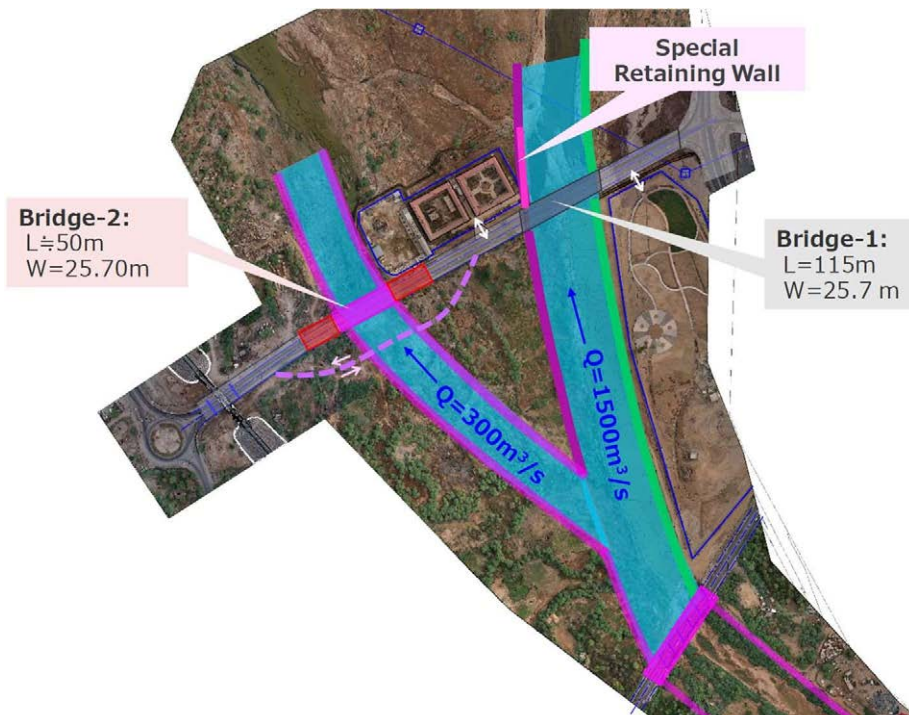 Special
Retaining Wall
Bridge-2:
L≒50m
W=25.70m
Bridge-1:
L=115m
W=25.7 m
Q=300m³/s
Q=1500m³/s